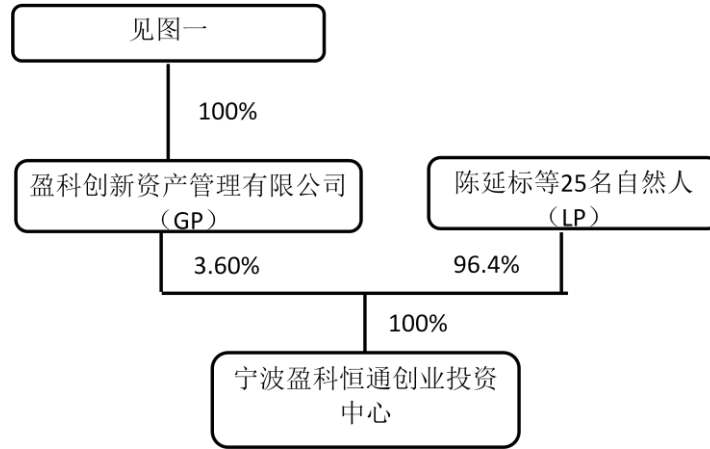 见图一
100%
盈科创新资产管理有限公司
（GP）
陈延标等25名自然人
（LP）
3.60%
96.4%
100%
宁波盈科恒通创业投资
中心